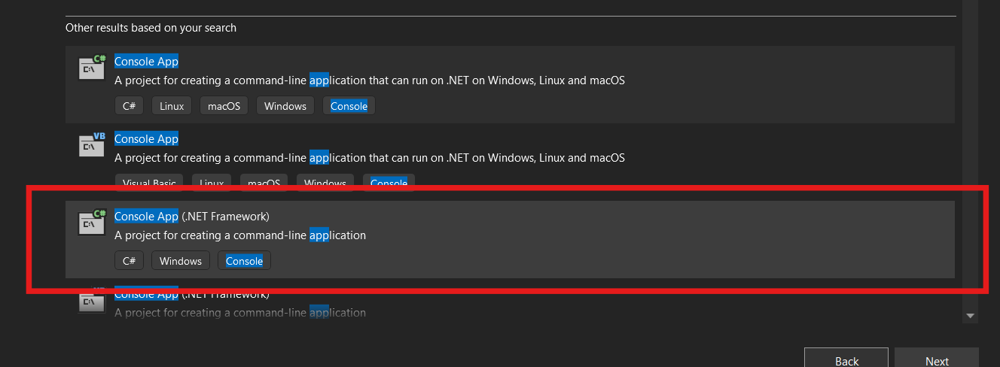 Other results based on your search
C#
Console App
C:\
A project for creating a command-line application that can run on .NET on Windows, Linux and macOS
C# Linux macOS Windows Console
VB
Console App
C:\
A project for creating a command-line application that can run on .NET on Windows, Linux and macOS
Visual Basic Linux macOS Windows Console
C#
Console App (.NET Framework)
C:\
A project for creating a command-line application
C# Windows Console
VB
Console App (.NET Framework)
C:\
A project for creating a command-line application
Back Next